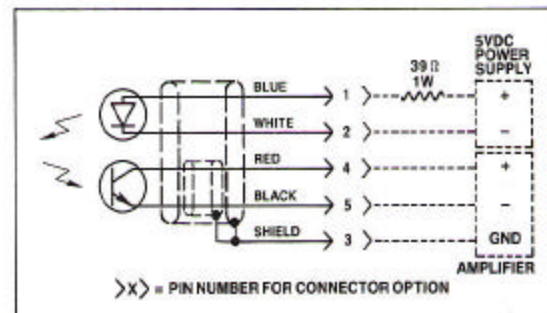 5VDC
POWER
SUPPLY
39Ω
1W
BLUE 1 +
WHITE 2 −
RED 4 +
BLACK 5 −
SHIELD 3 GND
AMPLIFIER
>X> = PIN NUMBER FOR CONNECTOR OPTION